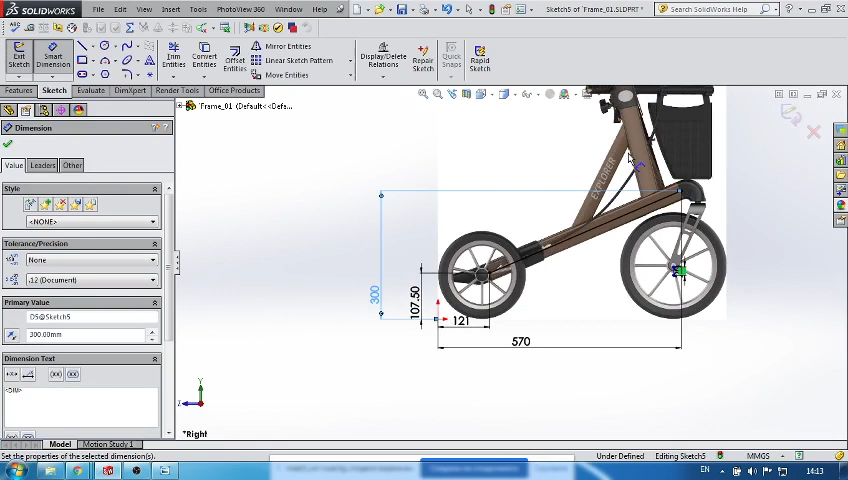 SOLIDWORKS
File Edit View Insert Tools PhotoView 360 Window Help
Sketch5 of 'Frame_01.SLDPRT *
Search SolidWorks Help
Exit Sketch
Smart Dimension
Trim Entities
Convert Entities
Offset Entities
Mirror Entities
Linear Sketch Pattern
Move Entities
Display/Delete Relations
Repair Sketch
Quick Snaps
Rapid Sketch
Features Sketch Evaluate DimXpert Render Tools Office Products
'Frame_01 (Default<<Defa...
Dimension
Value Leaders Other
Style
<NONE>
Tolerance/Precision
None
.12 (Document)
Primary Value
D5@Sketch5
300.00mm
Dimension Text
<DIM>
EXPLORER
300
107.50
121
570
Y
Z
*Right
Model Motion Study 1
Set the properties of the selected dimension(s).
Under Defined Editing Sketch5 MMGS
EN
14:13